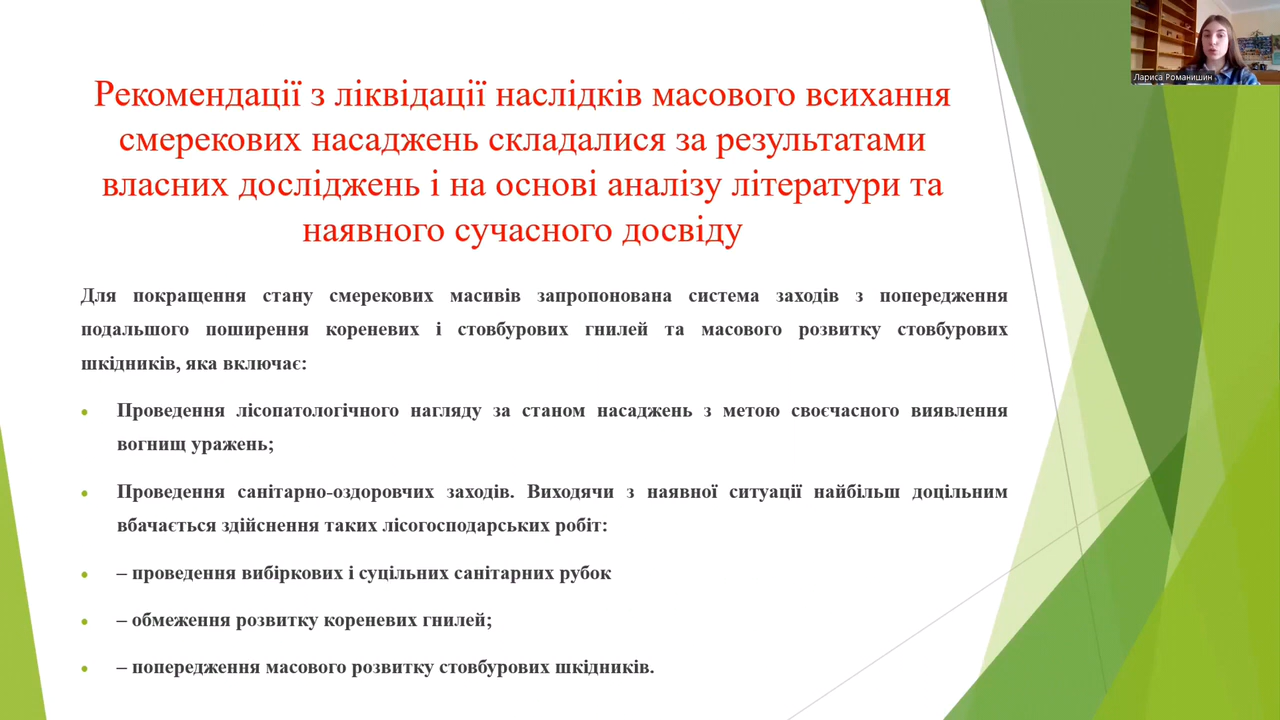 Рекомендації з ліквідації наслідків масового всихання
смерекових насаджень складалися за результатами
власних досліджень і на основі аналізу літератури та
наявного сучасного досвіду
Для покращення стану смерекових масивів запропонована система заходів з попередження
подальшого поширення кореневих і стовбурових гнилей та масового розвитку стовбурових
шкідників, яка включає:
• Проведення лісопатологічного нагляду за станом насаджень з метою своєчасного виявлення
вогнищ уражень;
• Проведення санітарно-оздоровчих заходів. Виходячи з наявної ситуації найбільш доцільним
вбачається здійснення таких лісогосподарських робіт:
• – проведення вибіркових і суцільних санітарних рубок
• – обмеження розвитку кореневих гнилей;
• – попередження масового розвитку стовбурових шкідників.
Лариса Романишин